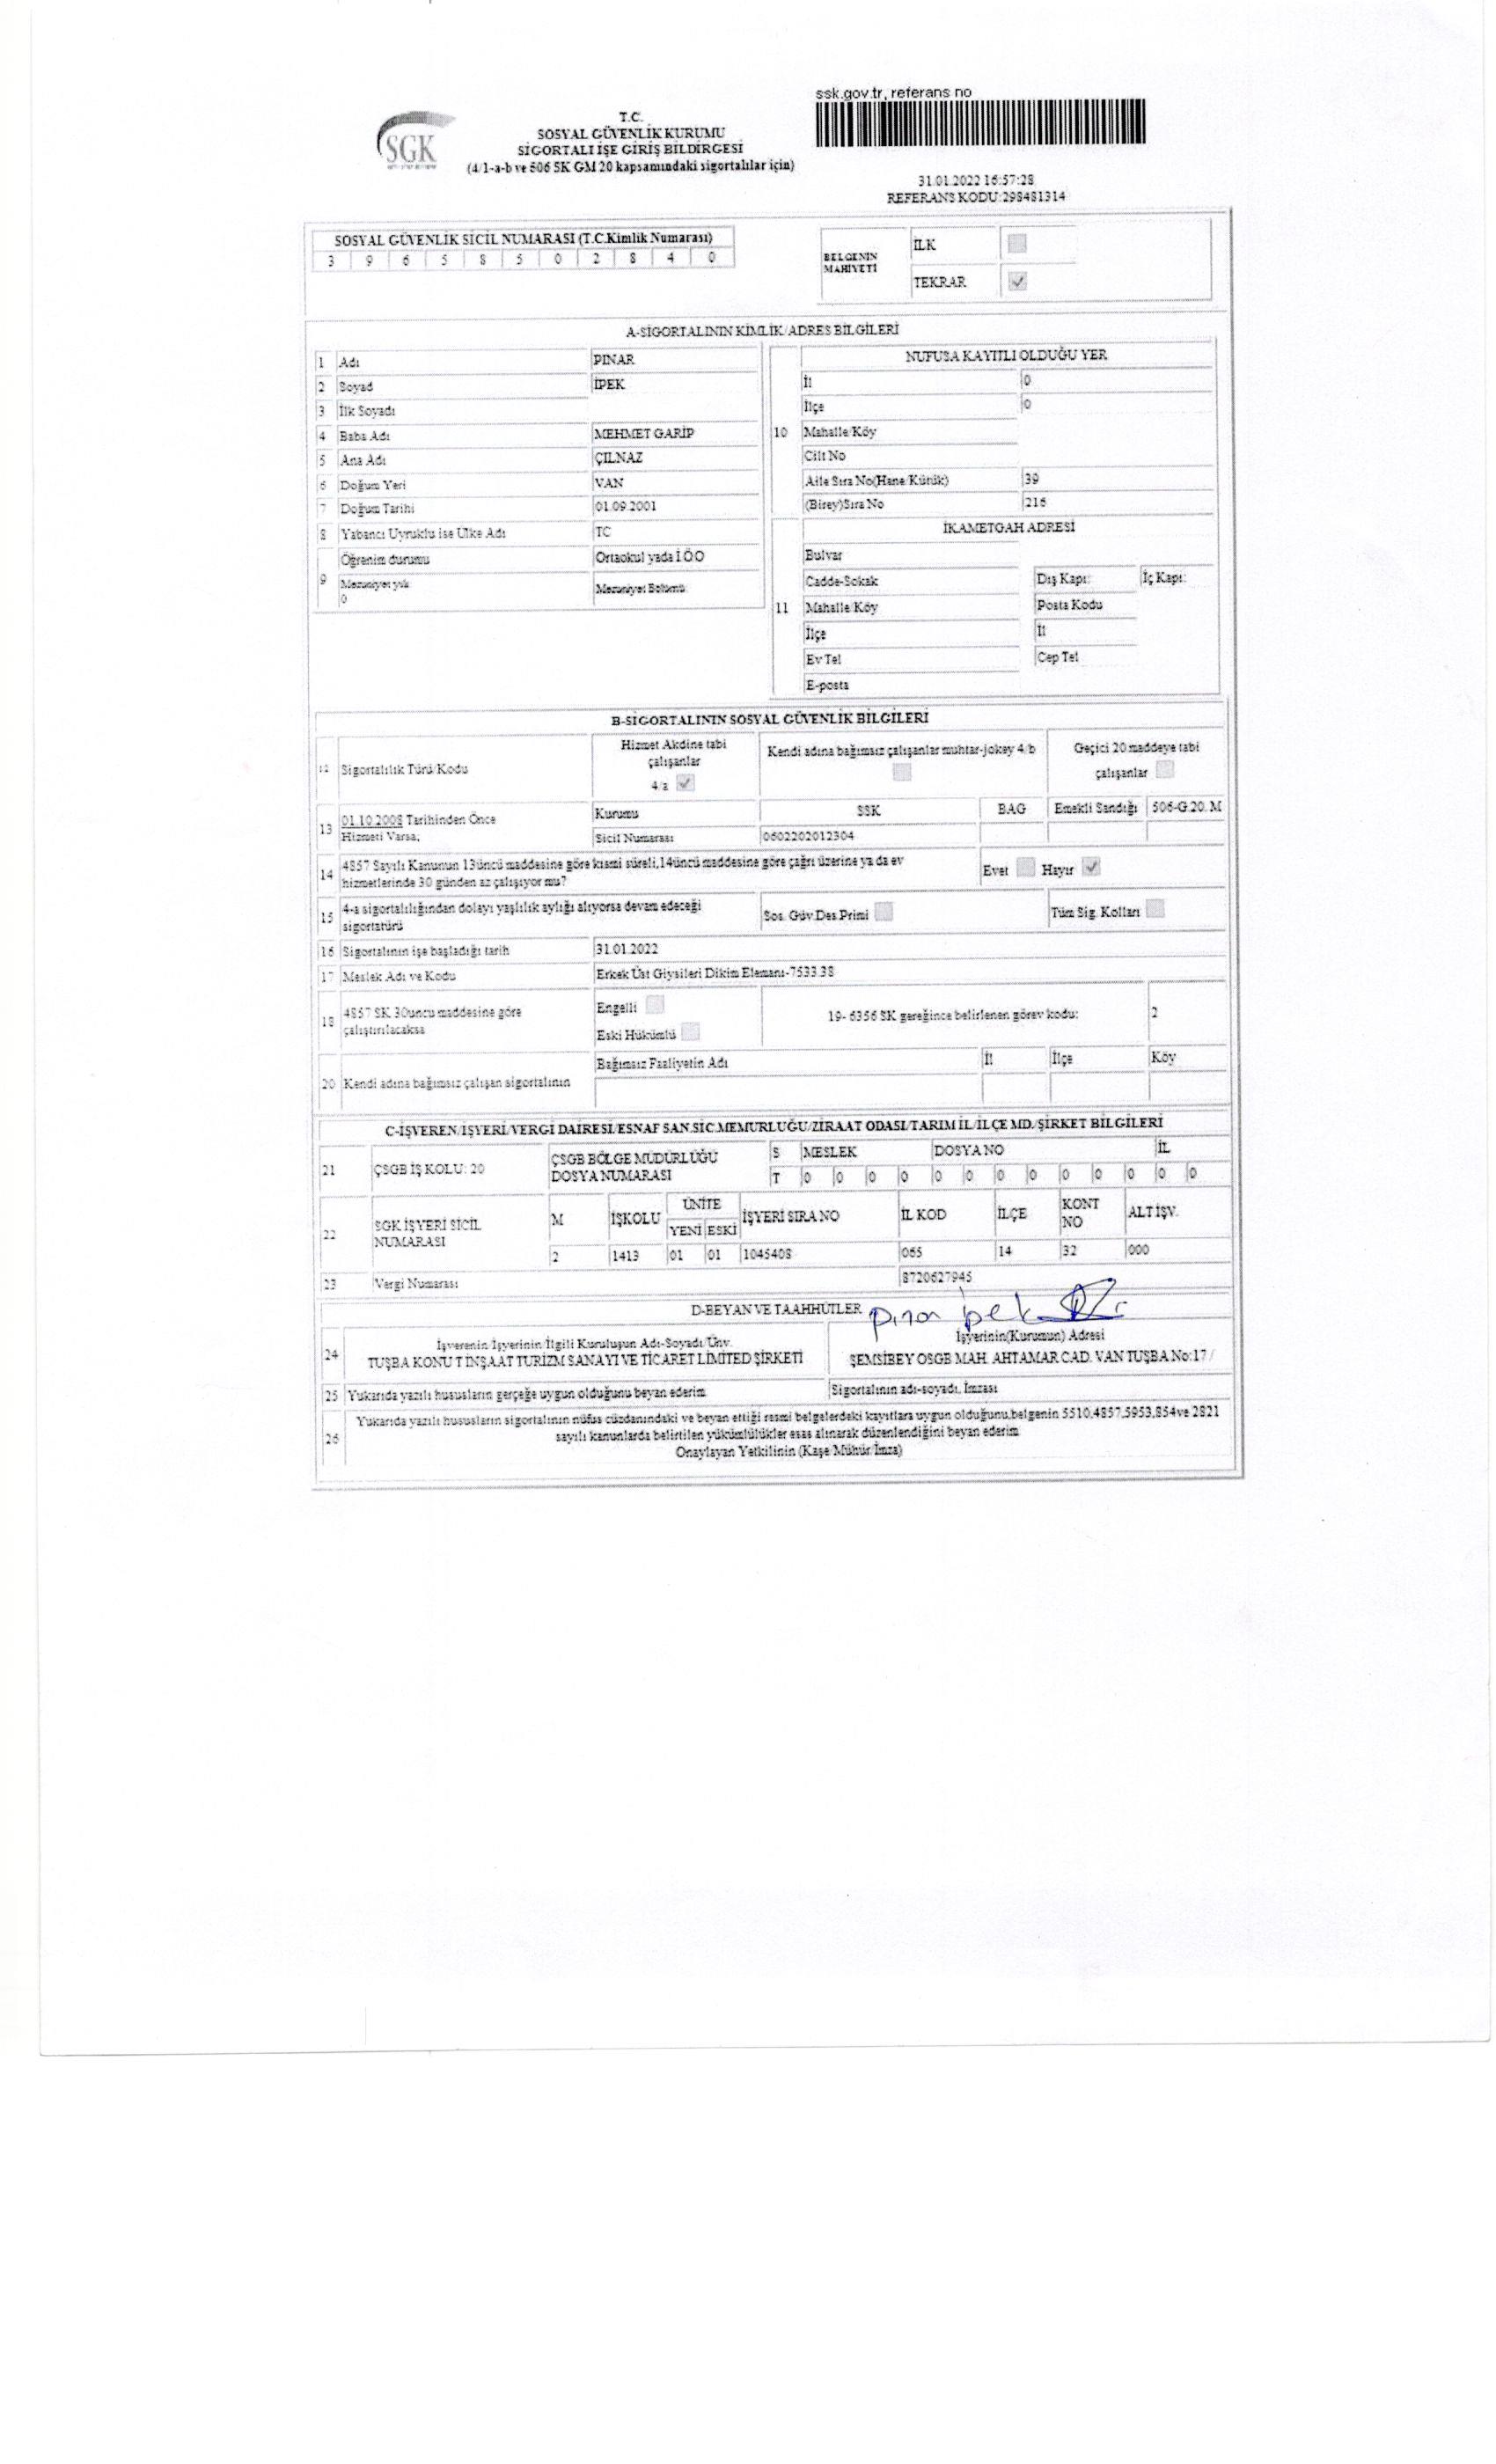 ssk.gov.tr, referans no
SGK
T.C.
SOSYAL GÜVENLİK KURUMU
SİGORTALI İŞE GİRİŞ BİLDİRGESİ
(4/1-a-b ve 506 SK GM 20 kapsamındaki sigortalılar için)
31.01.2022 16:57:28
REFERANS KODU:298481314
SOSYAL GÜVENLİK SİCİL NUMARASI (T.C.Kimlik Numarası)
3 9 6 5 8 5 0 2 8 4 0
BELGENIN MAHIYETI
İLK
TEKRAR
A-SİGORTALININ KİMLİK/ADRES BİLGİLERİ
1 Adı PINAR
2 Soyad İPEK
3 İlk Soyadı
4 Baba Adı MEHMET GARİP
5 Ana Adı ÇILNAZ
6 Doğum Yeri VAN
7 Doğum Tarihi 01.09.2001
8 Yabancı Uyruklu ise Ülke Adı TC
9 Öğrenim durumu Ortaokul yada İ.Ö.O
Mezuniyet yılı 0 Mezuniyet Bölümü
NUFUSA KAYITLI OLDUĞU YER
10
İl 0
İlçe 0
Mahalle/Köy
Cilt No
Aile Sıra No(Hane/Kütük) 39
(Birey)Sıra No 216
İKAMETGAH ADRESİ
11
Bulvar
Cadde-Sokak Dış Kapı: İç Kapı:
Mahalle/Köy Posta Kodu
İlçe İl
Ev Tel Cep Tel
E-posta
B-SİGORTALININ SOSYAL GÜVENLİK BİLGİLERİ
12 Sigortalılık Türü/Kodu
Hizmet Akdine tabi çalışanlar 4/a
Kendi adına bağımsız çalışanlar muhtar-jokey 4/b
Geçici 20.maddeye tabi çalışanlar
13 01.10.2008 Tarihinden Önce Hizmeti Varsa,
Kurumu SSK BAG Emekli Sandığı 506-G.20. M
Sicil Numarası 0602202012304
14 4857 Sayılı Kanunun 13üncü maddesine göre kısmi süreli,14üncü maddesine göre çağrı üzerine ya da ev
hizmetlerinde 30 günden az çalışıyor mu? Evet Hayır
15 4-a sigortalılığından dolayı yaşlılık aylığı alıyorsa devam edeceği
sigortatürü Sos. Güv.Des.Primi Tüm Sig. Kolları
16 Sigortalının işe başladığı tarih 31.01.2022
17 Meslek Adı ve Kodu Erkek Üst Giysileri Dikim Elemanı-7533.38
18 4857 SK. 30uncu maddesine göre
çalıştırılacaksa
Engelli
Eski Hükümlü
19- 6356 SK gereğince belirlenen görev kodu: 2
20 Kendi adına bağımsız çalışan sigortalının
Bağımsız Faaliyetin Adı İl İlçe Köy
C-İŞVEREN/İŞYERİ/VERGİ DAİRESİ/ESNAF SAN.SİC.MEMURLUĞU/ZİRAAT ODASI/TARIM İL/İLÇE MD./ŞİRKET BİLGİLERİ
21 ÇSGB İŞ KOLU: 20
ÇSGB BÖLGE MÜDÜRLÜĞÜ
DOSYA NUMARASI
S MESLEK DOSYA NO İL
T 0 0 0 0 0 0 0 0 0 0 0 0 0
22 SGK İŞYERİ SİCİL NUMARASI
M İŞKOLU ÜNİTE YENİ ESKİ İŞYERİ SIRA NO İL KOD İLÇE KONT NO ALT İŞV.
2 1413 01 01 1045408 065 14 32 000
23 Vergi Numarası 8720627945
D-BEYAN VE TAAHHÜTLER
Pınar ipek
24 İşverenin/İşyerinin/İlgili Kuruluşun Adı-Soyadı/Ünv.
TUŞBA KONUT İNŞAAT TURİZM SANAYİ VE TİCARET LİMİTED ŞİRKETİ
İşyerinin(Kurumun) Adresi
ŞEMSİBEY OSGB MAH. AHTAMAR CAD. VAN TUŞBA No:17 /
25 Yukarıda yazılı hususların gerçeğe uygun olduğunu beyan ederim
Sigortalının adı-soyadı, İmzası
26 Yukarıda yazılı hususların sigortalının nüfus cüzdanındaki ve beyan ettiği resmi belgelerdeki kayıtlara uygun olduğunu,belgenin 5510,4857,5953,854ve 2821
sayılı kanunlarda belirtilen yükümlülükler esas alınarak düzenlendiğini beyan ederim
Onaylayan Yetkilinin (Kaşe/Mühür/İmza)